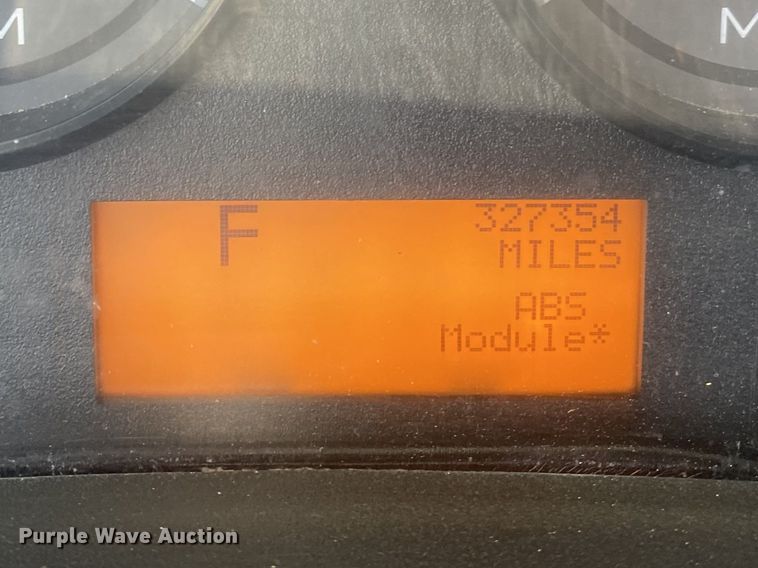 M
M
F
327354
MILES
ABS
Module*
Purple Wave Auction